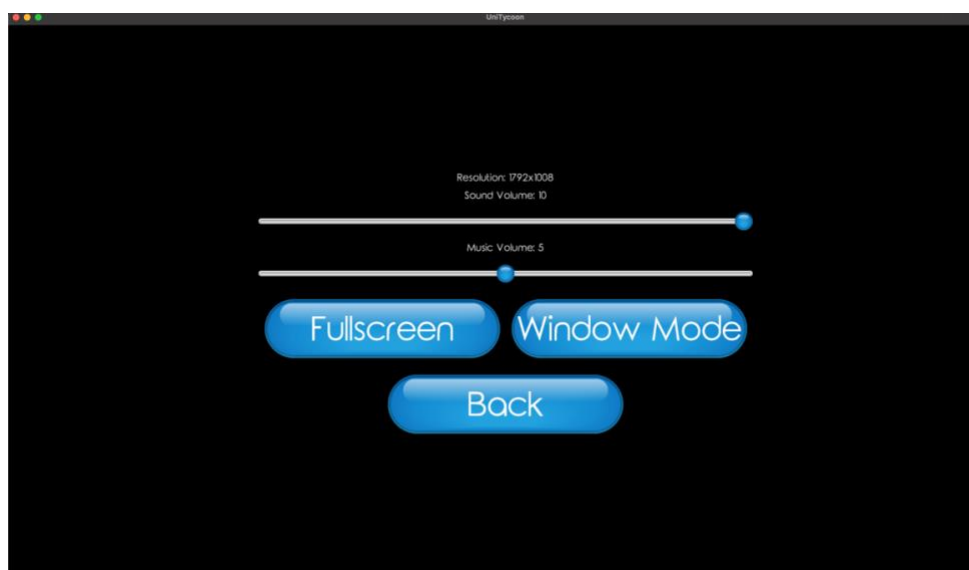 UniTycoon
Resolution: 1792x1008
Sound Volume: 10
Music Volume: 5
Fullscreen
Window Mode
Back